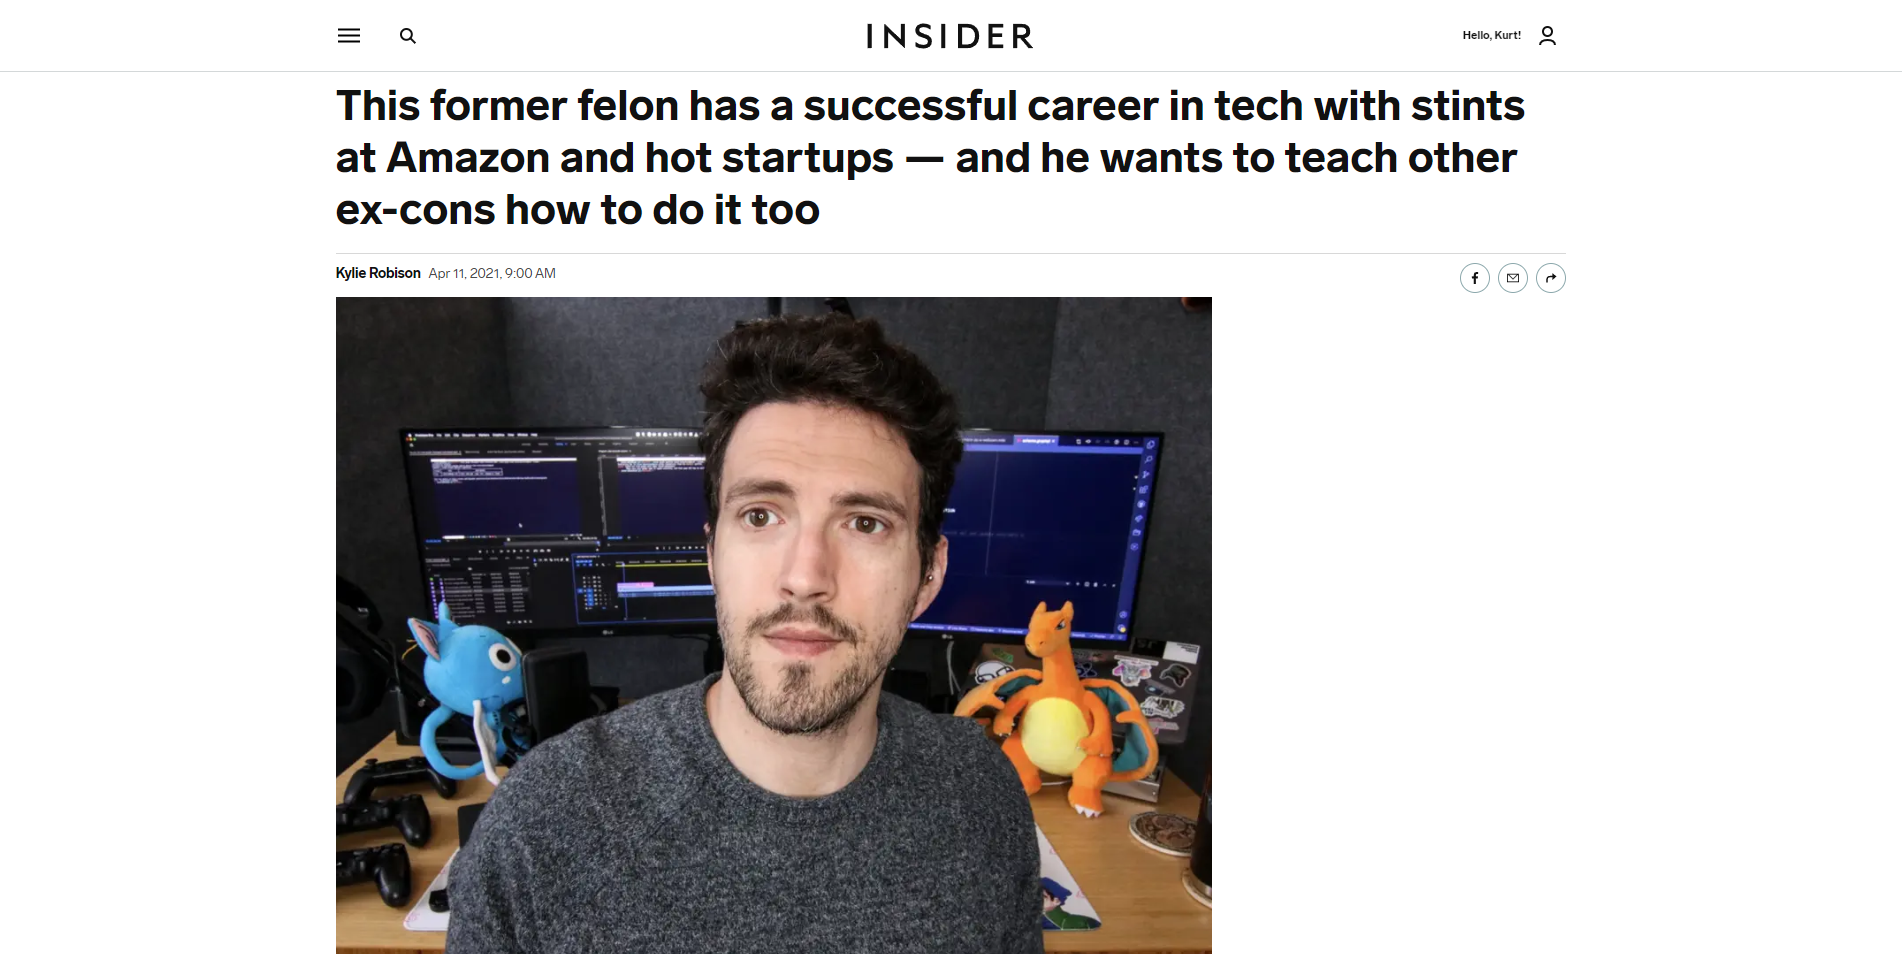 INSIDER
Hello, Kurt!
This former felon has a successful career in tech with stints
at Amazon and hot startups — and he wants to teach other
ex-cons how to do it too
Kylie Robison Apr 11, 2021, 9:00 AM